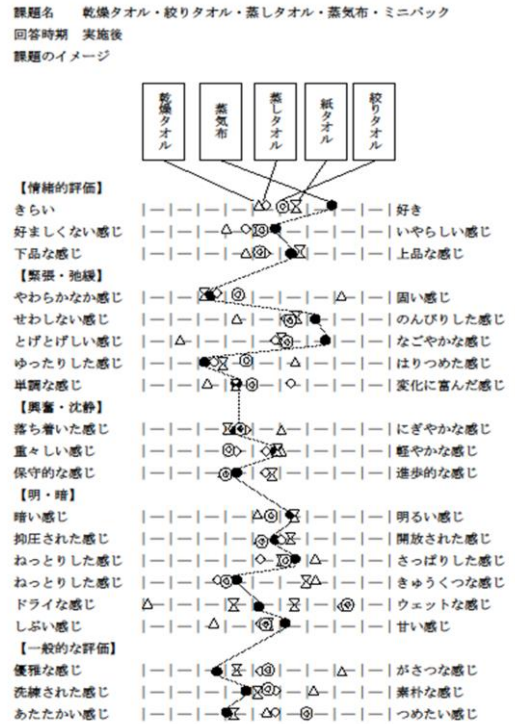 課題名 乾燥タオル・絞りタオル・蒸しタオル・蒸気布・ミニパック
回答時期 実施後
課題のイメージ
乾燥タオル
蒸気布
蒸しタオル
紙タオル
絞りタオル
【情緒的評価】
きらい 好き
好ましくない感じ いやらしい感じ
下品な感じ 上品な感じ
【緊張・弛緩】
やわらかなか感じ 固い感じ
せわしない感じ のんびりした感じ
とげとげしい感じ なごやかな感じ
ゆったりした感じ はりつめた感じ
単調な感じ 変化に富んだ感じ
【興奮・沈静】
落ち着いた感じ にぎやかな感じ
重々しい感じ 軽やかな感じ
保守的な感じ 進歩的な感じ
【明・暗】
暗い感じ 明るい感じ
抑圧された感じ 開放された感じ
ねっとりした感じ さっぱりした感じ
ねっとりした感じ きゅうくつな感じ
ドライな感じ ウェットな感じ
しぶい感じ 甘い感じ
【一般的な評価】
優雅な感じ がさつな感じ
洗練された感じ 素朴な感じ
あたたかい感じ つめたい感じ